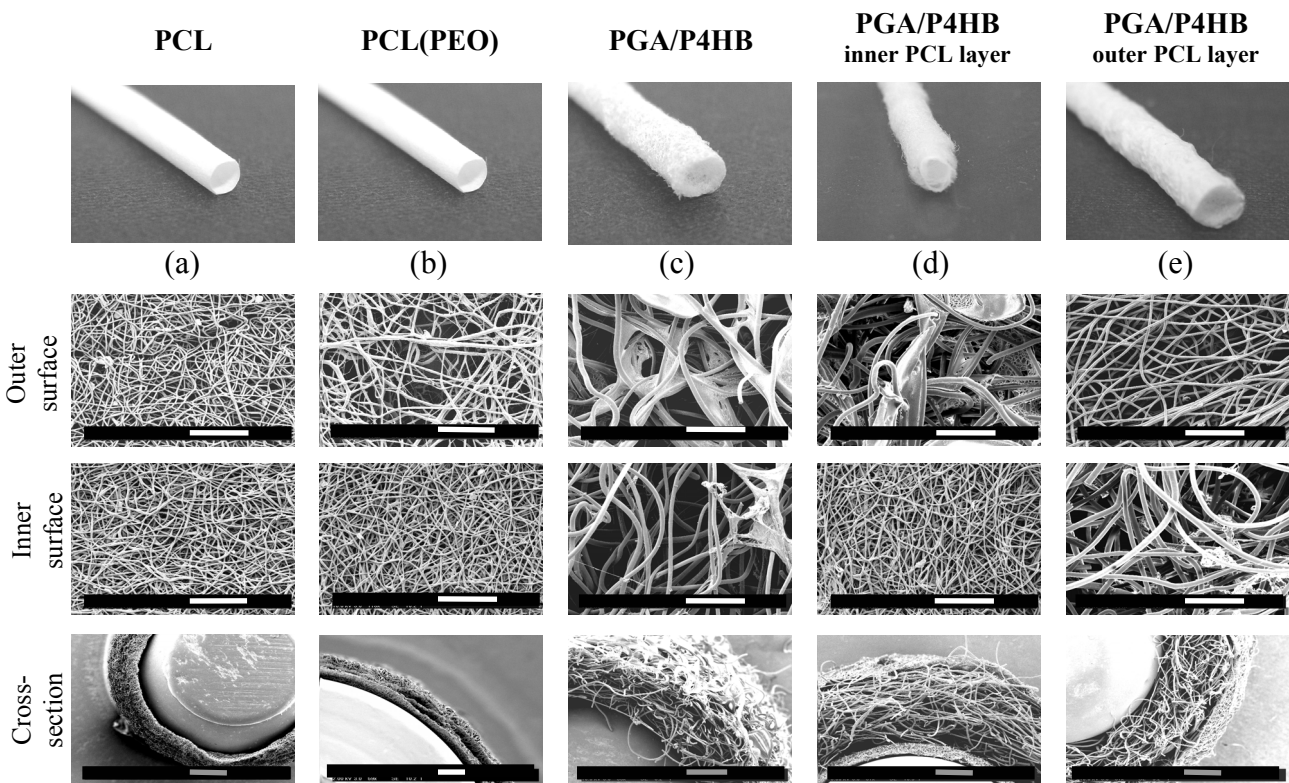 PCL
PCL(PEO)
PGA/P4HB
PGA/P4HB
inner PCL layer
PGA/P4HB
outer PCL layer
(a)
(b)
(c)
(d)
(e)
Outer
surface
Inner
surface
Cross-
section